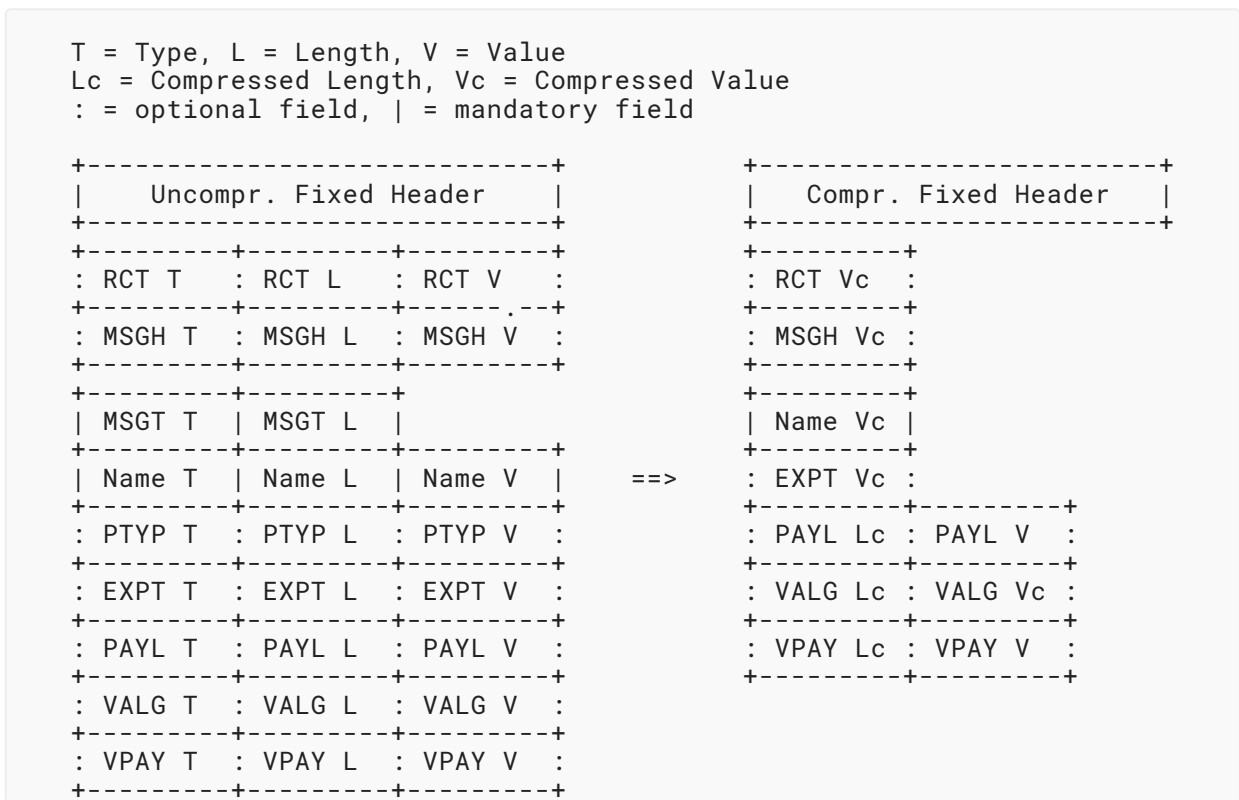 T = Type, L = Length, V = Value
Lc = Compressed Length, Vc = Compressed Value
: = optional field, | = mandatory field

+-----------------------------+           +-------------------------+
|    Uncompr. Fixed Header    |           |   Compr. Fixed Header   |
+-----------------------------+           +-------------------------+
+---------+---------+---------+           +---------+
: RCT T   : RCT L   : RCT V   :           : RCT Vc  :
+---------+---------+------.--+           +---------+
: MSGH T  : MSGH L  : MSGH V  :           : MSGH Vc :
+---------+---------+---------+           +---------+
+---------+---------+                     +---------+
| MSGT T  | MSGT L  |                     | Name Vc |
+---------+---------+---------+           +---------+
| Name T  | Name L  | Name V  |    ==>    : EXPT Vc :
+---------+---------+---------+           +---------+---------+
: PTYP T  : PTYP L  : PTYP V  :           : PAYL Lc : PAYL V  :
+---------+---------+---------+           +---------+---------+
: EXPT T  : EXPT L  : EXPT V  :           : VALG Lc : VALG Vc :
+---------+---------+---------+           +---------+---------+
: PAYL T  : PAYL L  : PAYL V  :           : VPAY Lc : VPAY V  :
+---------+---------+---------+           +---------+---------+
: VALG T  : VALG L  : VALG V  :
+---------+---------+---------+
: VPAY T  : VPAY L  : VPAY V  :
+---------+---------+---------+